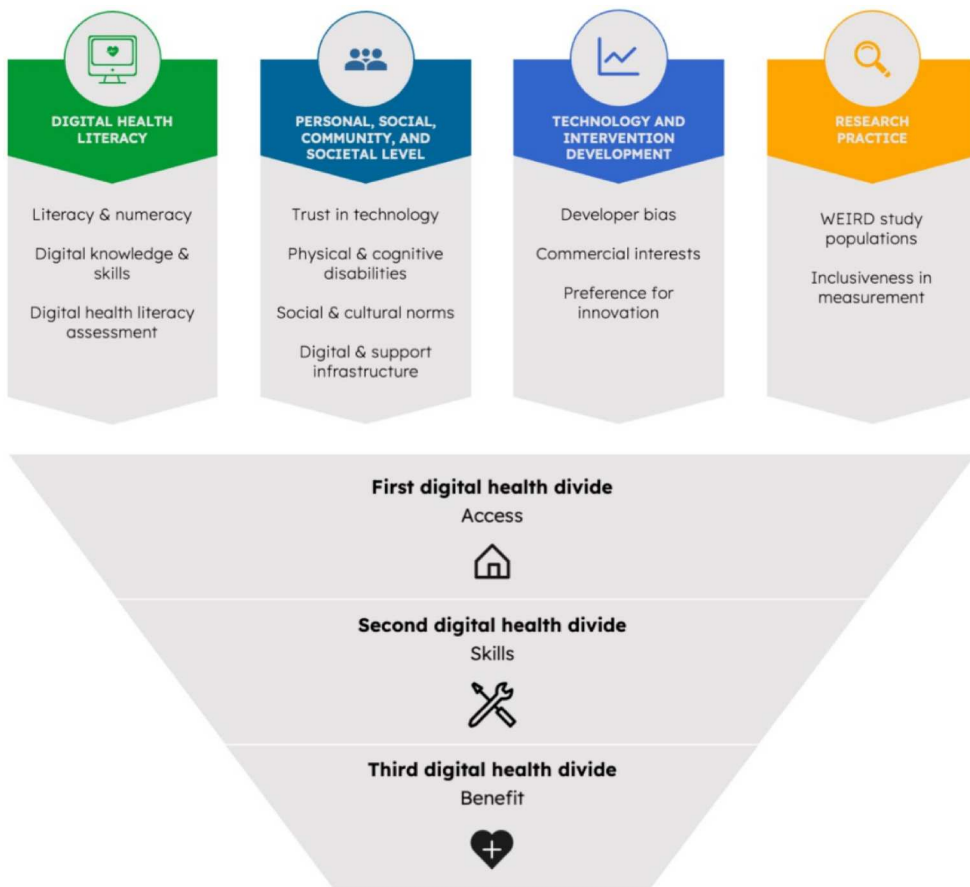 DIGITAL HEALTH
LITERACY
Literacy & numeracy
Digital knowledge &
skills
Digital health literacy
assessment
PERSONAL, SOCIAL,
COMMUNITY, AND
SOCIETAL LEVEL
Trust in technology
Physical & cognitive
disabilities
Social & cultural norms
Digital & support
infrastructure
TECHNOLOGY AND
INTERVENTION
DEVELOPMENT
Developer bias
Commercial interests
Preference for
innovation
RESEARCH
PRACTICE
WEIRD study
populations
Inclusiveness in
measurement
First digital health divide
Access
Second digital health divide
Skills
Third digital health divide
Benefit